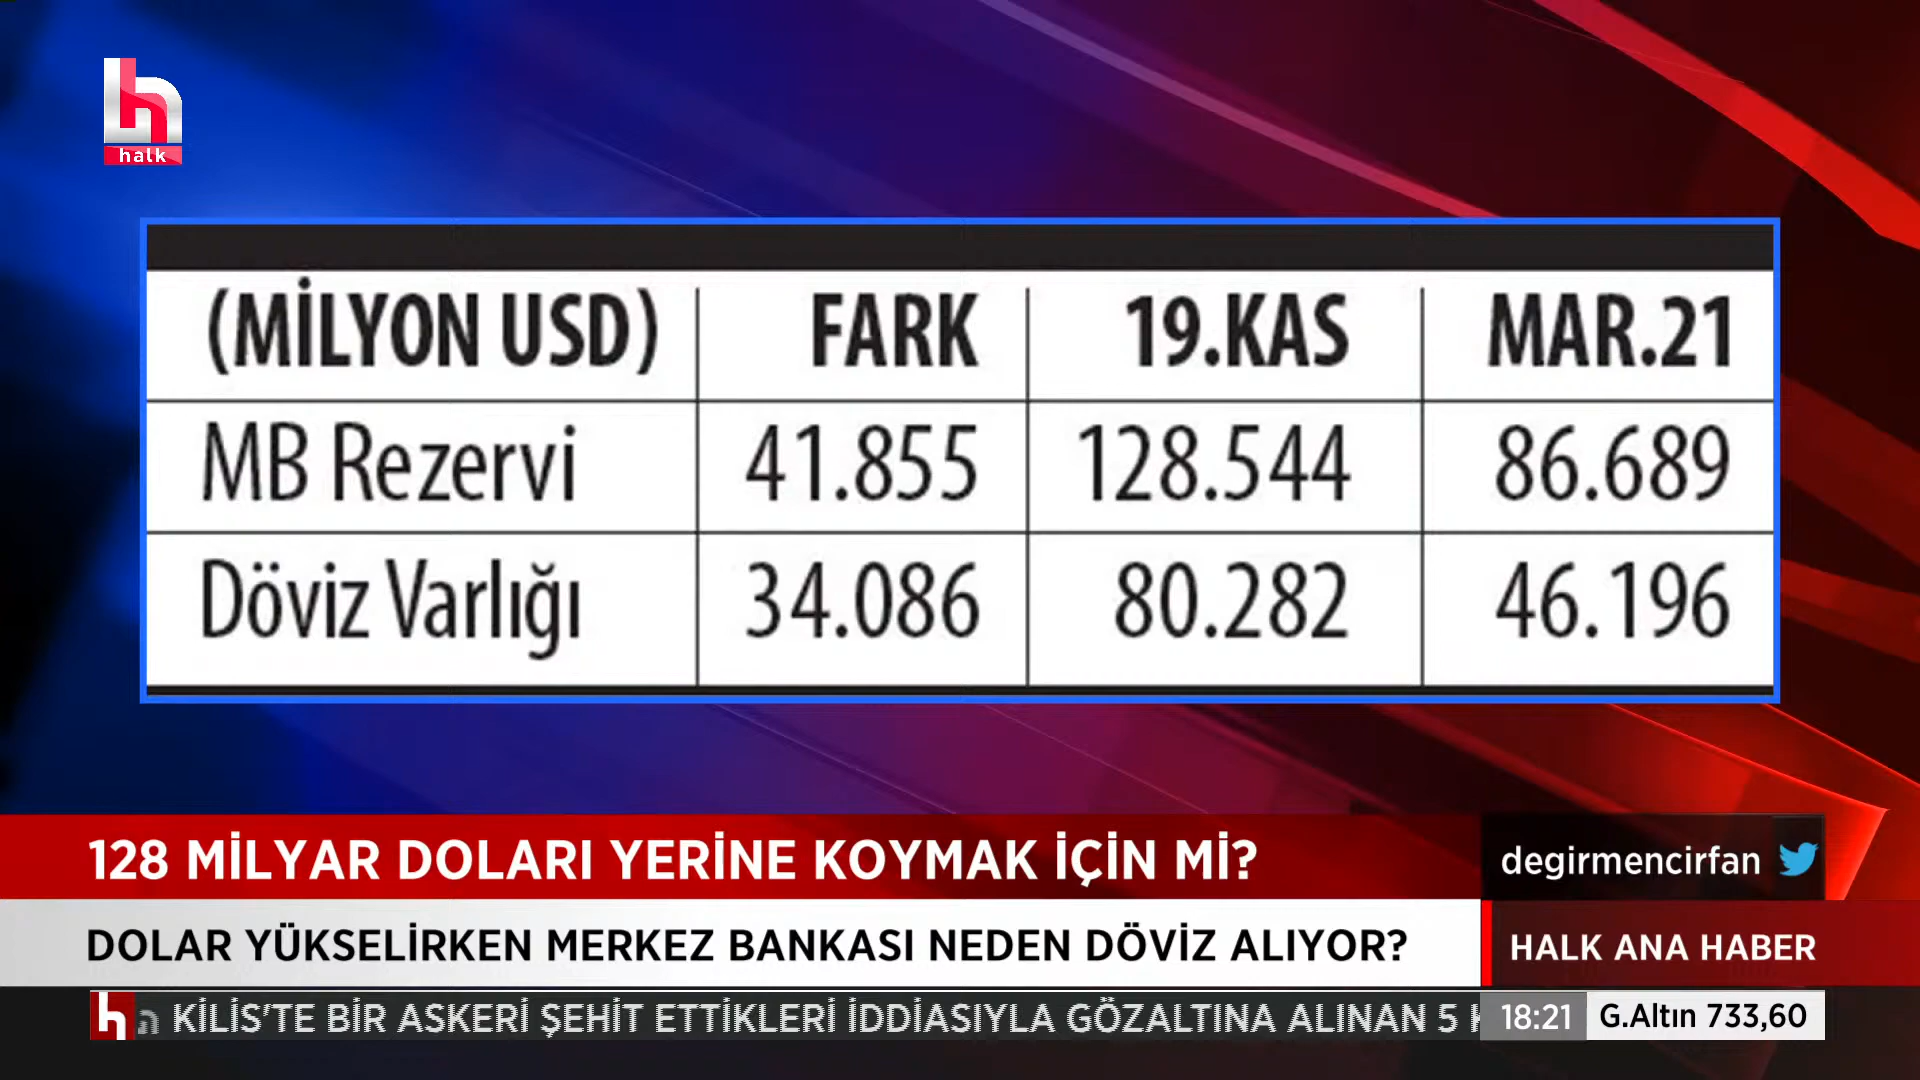 halk
(MİLYON USD) FARK 19.KAS MAR.21
MB Rezervi 41.855 128.544 86.689
Döviz Varlığı 34.086 80.282 46.196
128 MİLYAR DOLARI YERİNE KOYMAK İÇİN Mİ?
degirmencirfan
DOLAR YÜKSELİRKEN MERKEZ BANKASI NEDEN DÖVİZ ALIYOR?
HALK ANA HABER
KİLİS'TE BİR ASKERİ ŞEHİT ETTİKLERİ İDDİASIYLA GÖZALTINA ALINAN 5
18:21 G.Altın 733,60